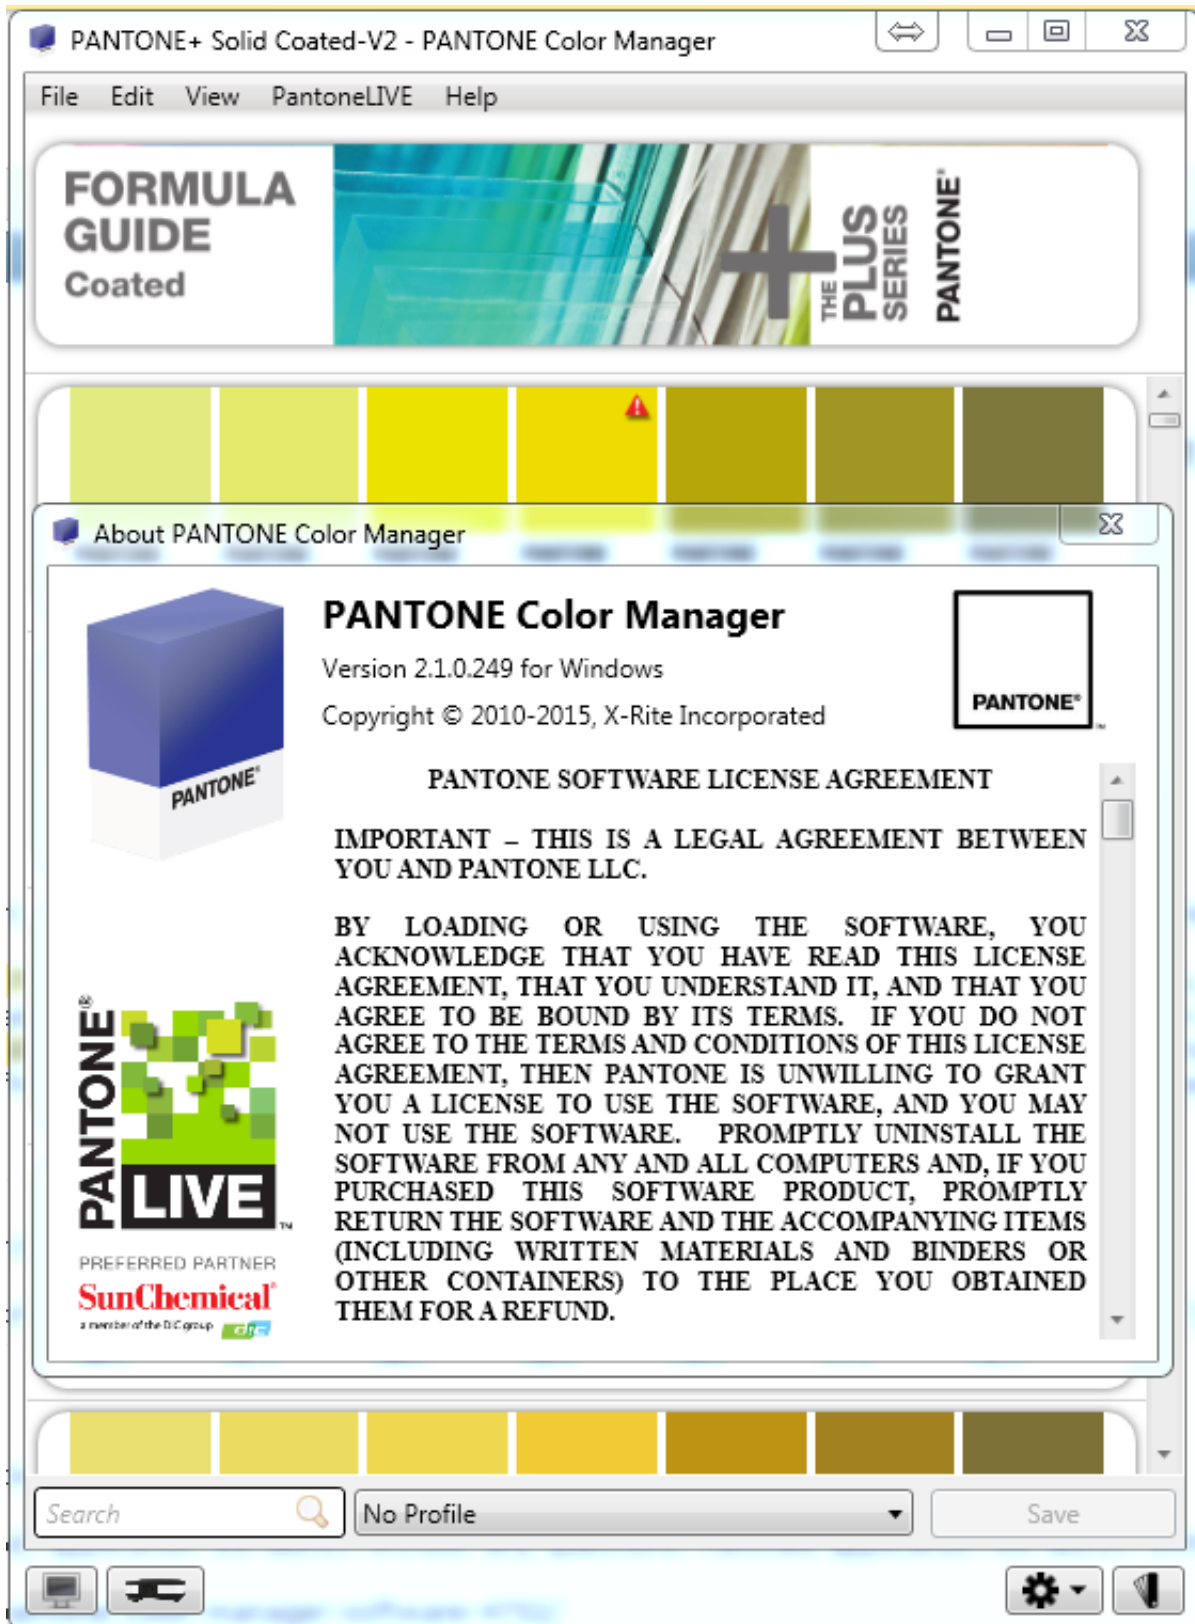 PANTONE+ Solid Coated-V2 - PANTONE Color Manager
File Edit View PantoneLIVE Help
FORMULA
GUIDE
Coated
THE
PLUS
SERIES
PANTONE®
About PANTONE Color Manager
PANTONE Color Manager
Version 2.1.0.249 for Windows
Copyright © 2010-2015, X-Rite Incorporated
PANTONE®
™
PANTONE®
PANTONE SOFTWARE LICENSE AGREEMENT
IMPORTANT – THIS IS A LEGAL AGREEMENT BETWEEN
YOU AND PANTONE LLC.
BY LOADING OR USING THE SOFTWARE, YOU
ACKNOWLEDGE THAT YOU HAVE READ THIS LICENSE
AGREEMENT, THAT YOU UNDERSTAND IT, AND THAT YOU
AGREE TO BE BOUND BY ITS TERMS. IF YOU DO NOT
AGREE TO THE TERMS AND CONDITIONS OF THIS LICENSE
AGREEMENT, THEN PANTONE IS UNWILLING TO GRANT
YOU A LICENSE TO USE THE SOFTWARE, AND YOU MAY
NOT USE THE SOFTWARE. PROMPTLY UNINSTALL THE
SOFTWARE FROM ANY AND ALL COMPUTERS AND, IF YOU
PURCHASED THIS SOFTWARE PRODUCT, PROMPTLY
RETURN THE SOFTWARE AND THE ACCOMPANYING ITEMS
(INCLUDING WRITTEN MATERIALS AND BINDERS OR
OTHER CONTAINERS) TO THE PLACE YOU OBTAINED
THEM FOR A REFUND.
PANTONE®
LIVE™
PREFERRED PARTNER
SunChemical®
a member of the DIC group
DIC
Search
No Profile
Save